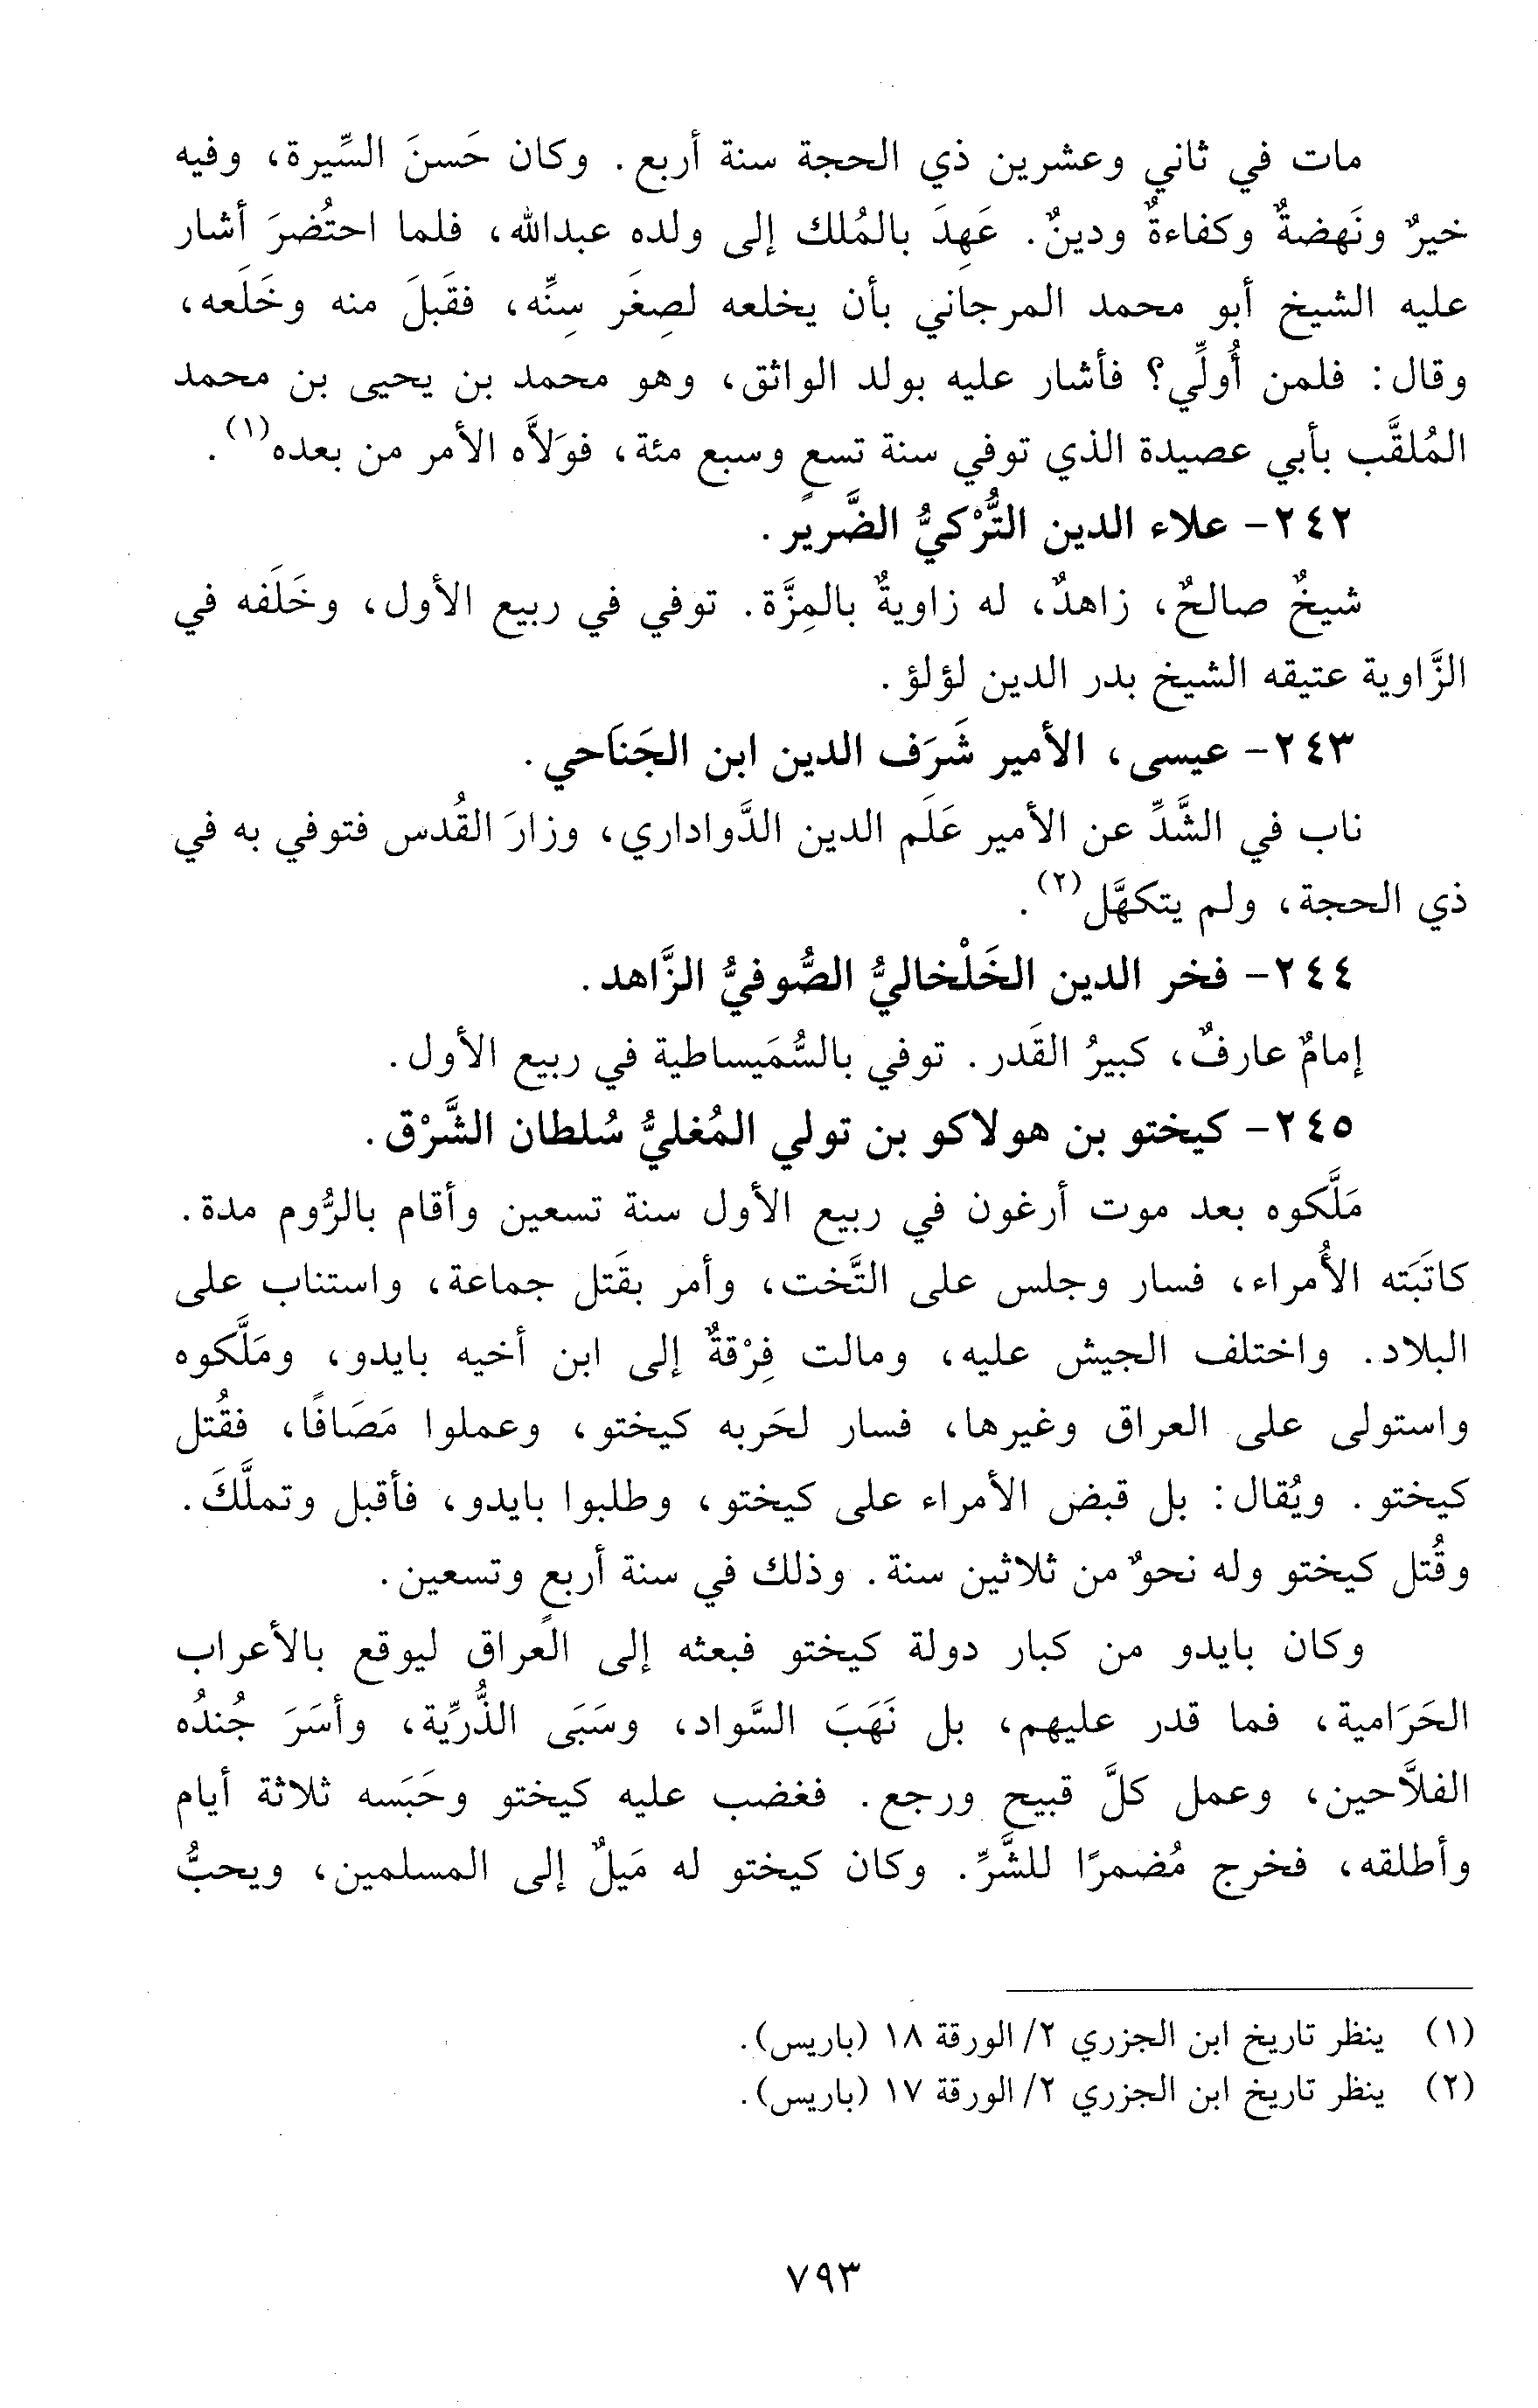 مات في ثاني وعشرين ذي الحجة سنة أربع. وكان حَسنَ السِّيرة، وفيه
خيرٌ ونَهضةٌ وكفاءةٌ ودينٌ. عَهِدَ بالمُلك إلى ولده عبدالله، فلما احتُضرَ أشار
عليه الشيخ أبو محمد المرجاني بأن يخلعه لصِغَر سِنِّه، فقَبلَ منه وخَلَعه،
وقال: فلمن أُولِّي؟ فأشار عليه بولد الواثق، وهو محمد بن يحيى بن محمد
المُلقَّب بأبي عصيدة الذي توفي سنة تسعٍ وسبع مئة، فوَلاَّه الأمر من بعده(١).
٢٤٢- علاء الدين التُّرْكيُّ الضَّرير.
شيخٌ صالحٌ، زاهدٌ، له زاويةٌ بالمِزَّة. توفي في ربيع الأول، وخَلَفه في
الزَّاوية عتيقه الشيخ بدر الدين لؤلؤ.
٢٤٣- عيسى، الأمير شَرَف الدين ابن الجَنَاحي.
ناب في الشَّدِّ عن الأمير عَلَم الدين الدَّواداري، وزارَ القُدس فتوفي به في
ذي الحجة، ولم يتكهَّل(٢).
٢٤٤- فخر الدين الخَلْخاليُّ الصُّوفيُّ الزَّاهد.
إمامٌ عارفٌ، كبيرُ القَدر. توفي بالسُّمَيساطية في ربيع الأول.
٢٤٥- كيختو بن هولاكو بن تولي المُغليُّ سُلطان الشَّرْق.
مَلَّكوه بعد موت أرغون في ربيع الأول سنة تسعين وأقام بالرُّوم مدة.
كاتَبَته الأُمراء، فسار وجلس على التَّخت، وأمر بقَتل جماعة، واستناب على
البلاد. واختلف الجيش عليه، ومالت فِرْقةٌ إلى ابن أخيه بايدو، ومَلَّكوه
واستولى على العراق وغيرها، فسار لحَربه كيختو، وعملوا مَصَافًا، فقُتل
كيختو. ويُقال: بل قبض الأمراء على كيختو، وطلبوا بايدو، فأقبل وتملَّكَ.
وقُتل كيختو وله نحوٌ من ثلاثين سنة. وذلك في سنة أربعٍ وتسعين.
وكان بايدو من كبار دولة كيختو فبعثه إلى العراق ليوقع بالأعراب
الحَرَامية، فما قدر عليهم، بل نَهَبَ السَّواد، وسَبَى الذُّرِّية، وأسَرَ جُندُه
الفلاَّحين، وعمل كلَّ قبيح ورجع. فغضب عليه كيختو وحَبَسه ثلاثة أيام
وأطلقه، فخرج مُضمرًا للشَّرِّ. وكان كيختو له مَيلٌ إلى المسلمين، ويحبُّ
(١) ينظر تاريخ ابن الجزري ٢/ الورقة ١٨ (باريس).
(٢) ينظر تاريخ ابن الجزري ٢/ الورقة ١٧ (باريس).
٧٩٣